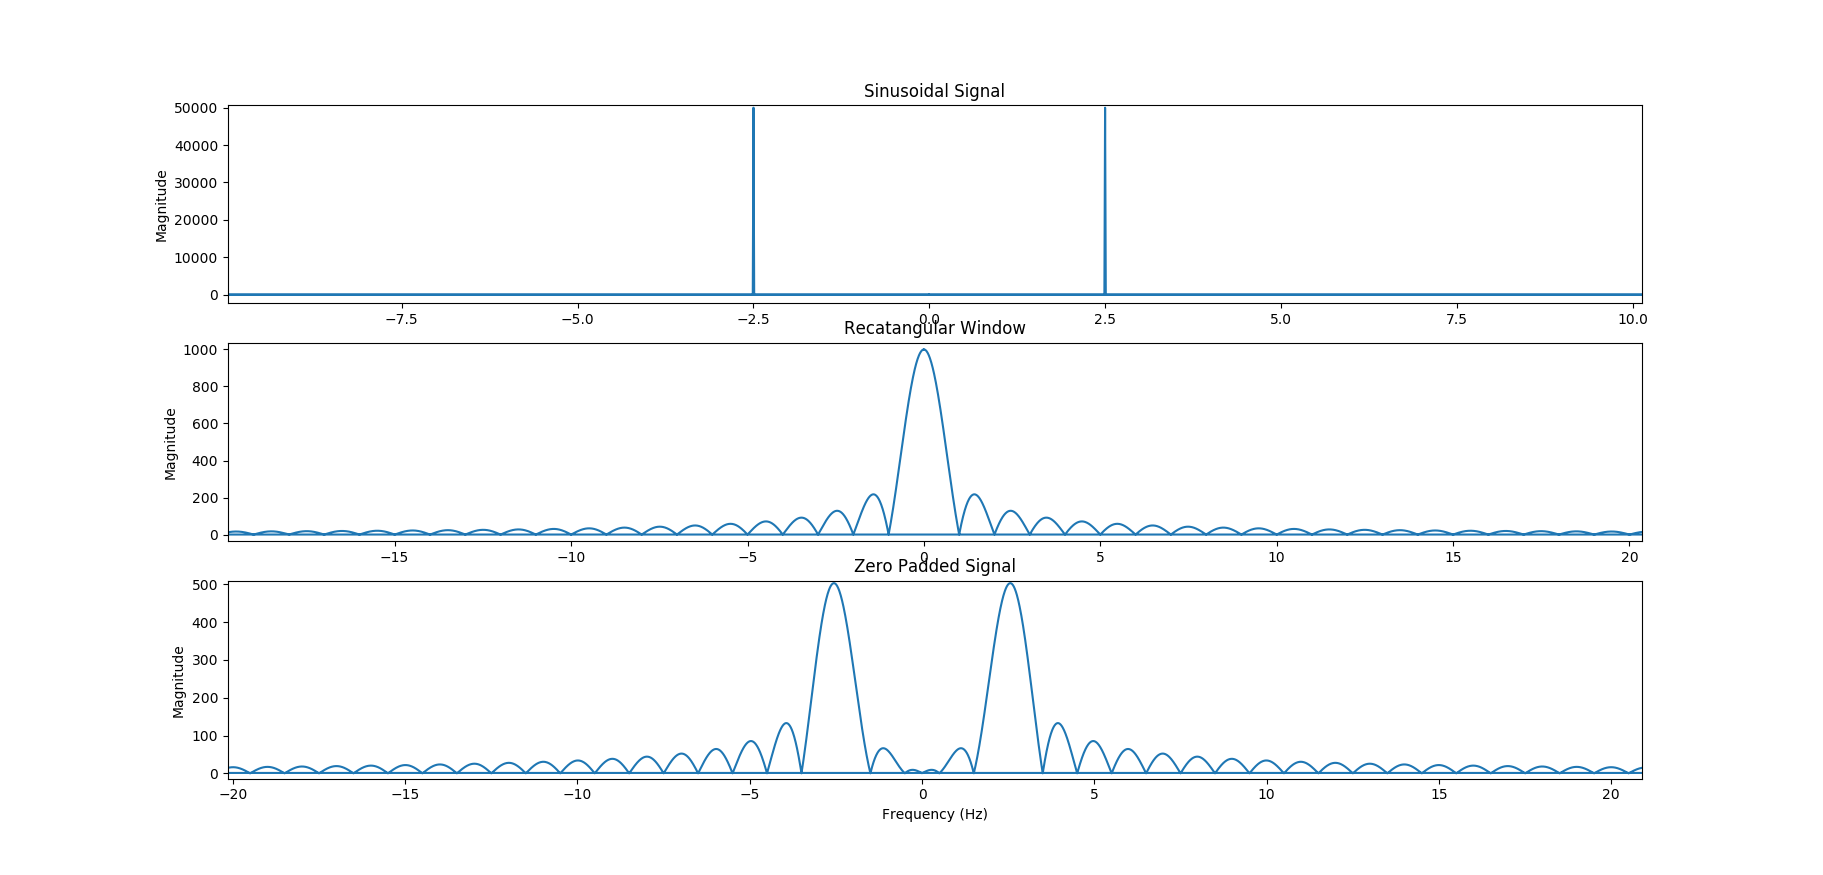 Sinusoidal Signal
50000
40000
30000
20000
10000
0
Magnitude
−7.5 −5.0 −2.5 0.0 2.5 5.0 7.5 10.0
Recatangular Window
1000
800
600
400
200
0
Magnitude
−15 −10 −5 0 5 10 15 20
Zero Padded Signal
500
400
300
200
100
0
Magnitude
−20 −15 −10 −5 0 5 10 15 20
Frequency (Hz)